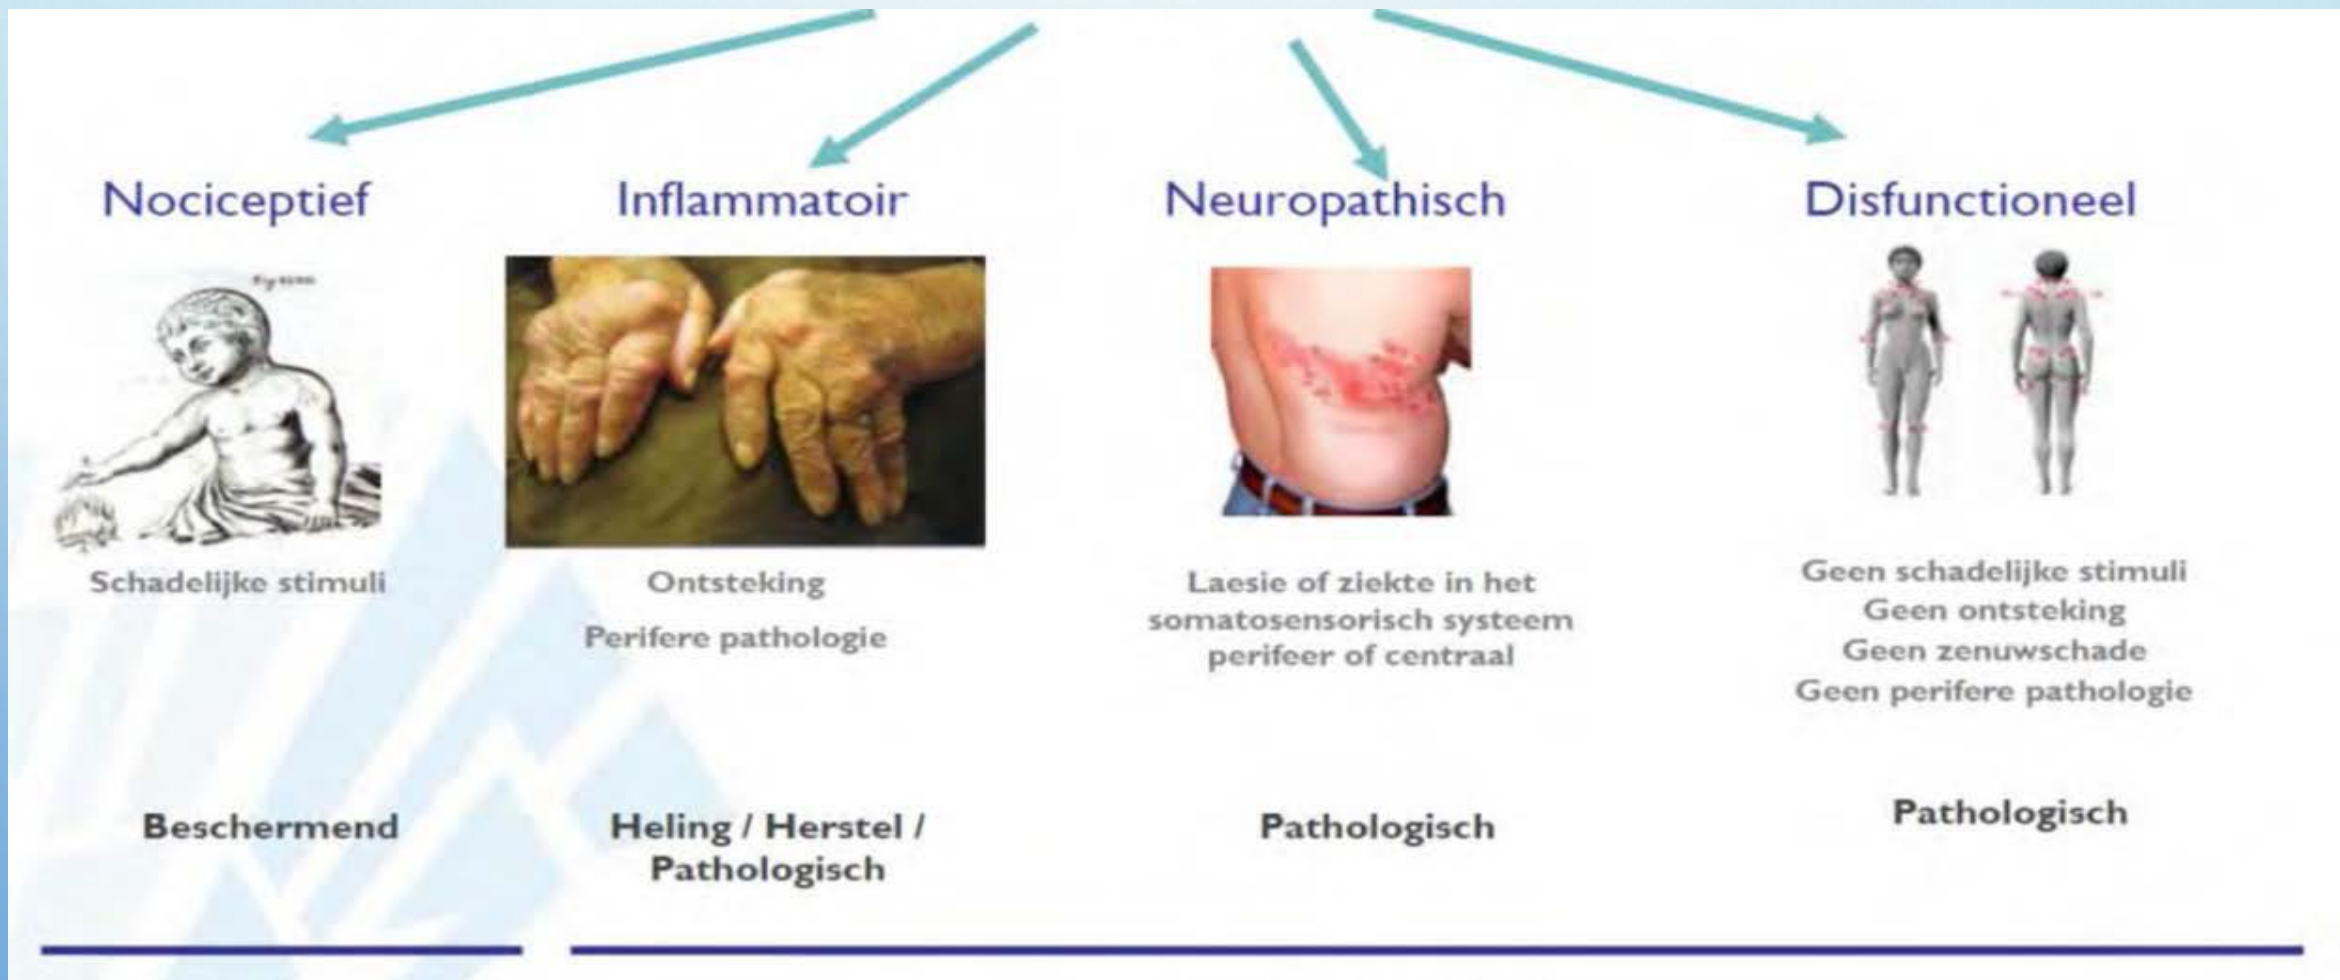 Nociceptief
Inflammatoir
Neuropathisch
Disfunctioneel
Schadelijke stimuli
Ontsteking
Perifere pathologie
Laesie of ziekte in het
somatosensorisch systeem
perifeer of centraal
Geen schadelijke stimuli
Geen ontsteking
Geen zenuwschade
Geen perifere pathologie
Beschermend
Heling / Herstel /
Pathologisch
Pathologisch
Pathologisch